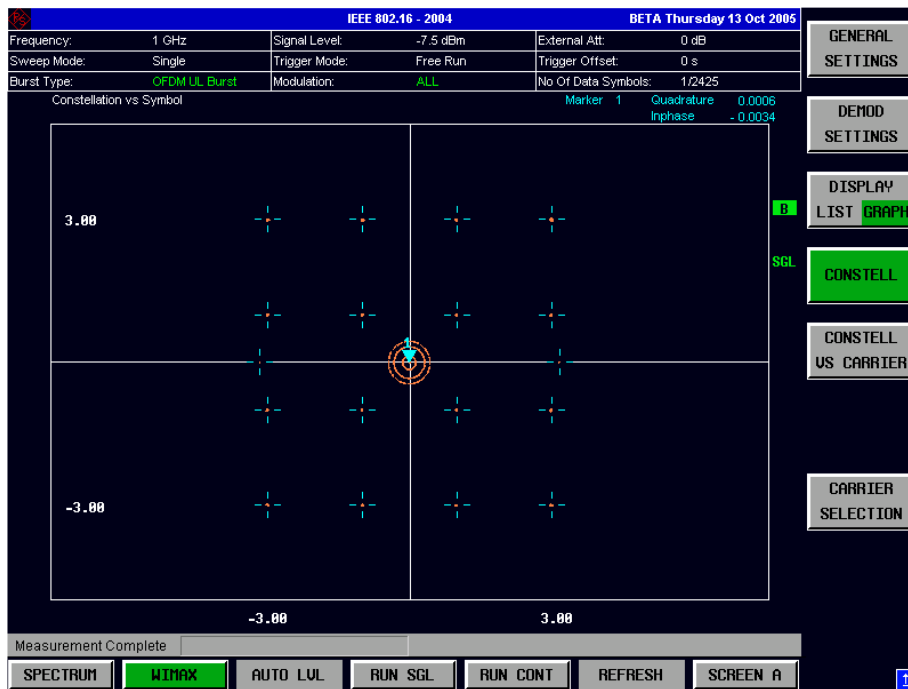 IEEE 802.16 - 2004 BETA Thursday 13 Oct 2005
Frequency: 1 GHz Signal Level: -7.5 dBm External Att: 0 dB
Sweep Mode: Single Trigger Mode: Free Run Trigger Offset: 0 s
Burst Type: OFDM UL Burst Modulation: ALL No Of Data Symbols: 1/2425
Constellation vs Symbol Marker 1 Quadrature 0.0006
Inphase - 0.0034
3.00
-3.00
-3.00 3.00
1
B
SGL
Measurement Complete
GENERAL
SETTINGS
DEMOD
SETTINGS
DISPLAY
LIST GRAPH
CONSTELL
CONSTELL
VS CARRIER
CARRIER
SELECTION
SPECTRUM WIMAX AUTO LVL RUN SGL RUN CONT REFRESH SCREEN A